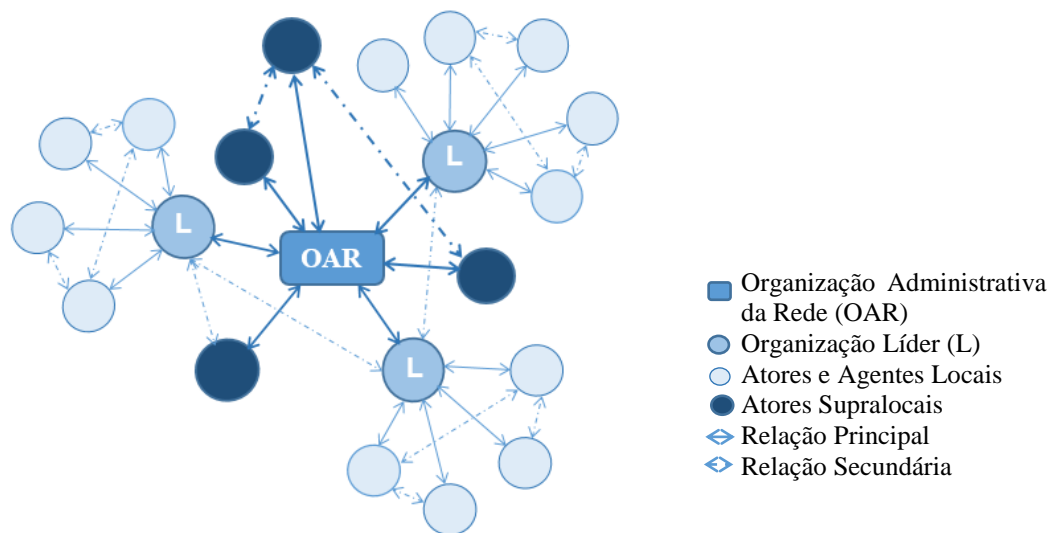 L
L
OAR
L
Organização Administrativa
da Rede (OAR)
Organização Líder (L)
Atores e Agentes Locais
Atores Supralocais
Relação Principal
Relação Secundária